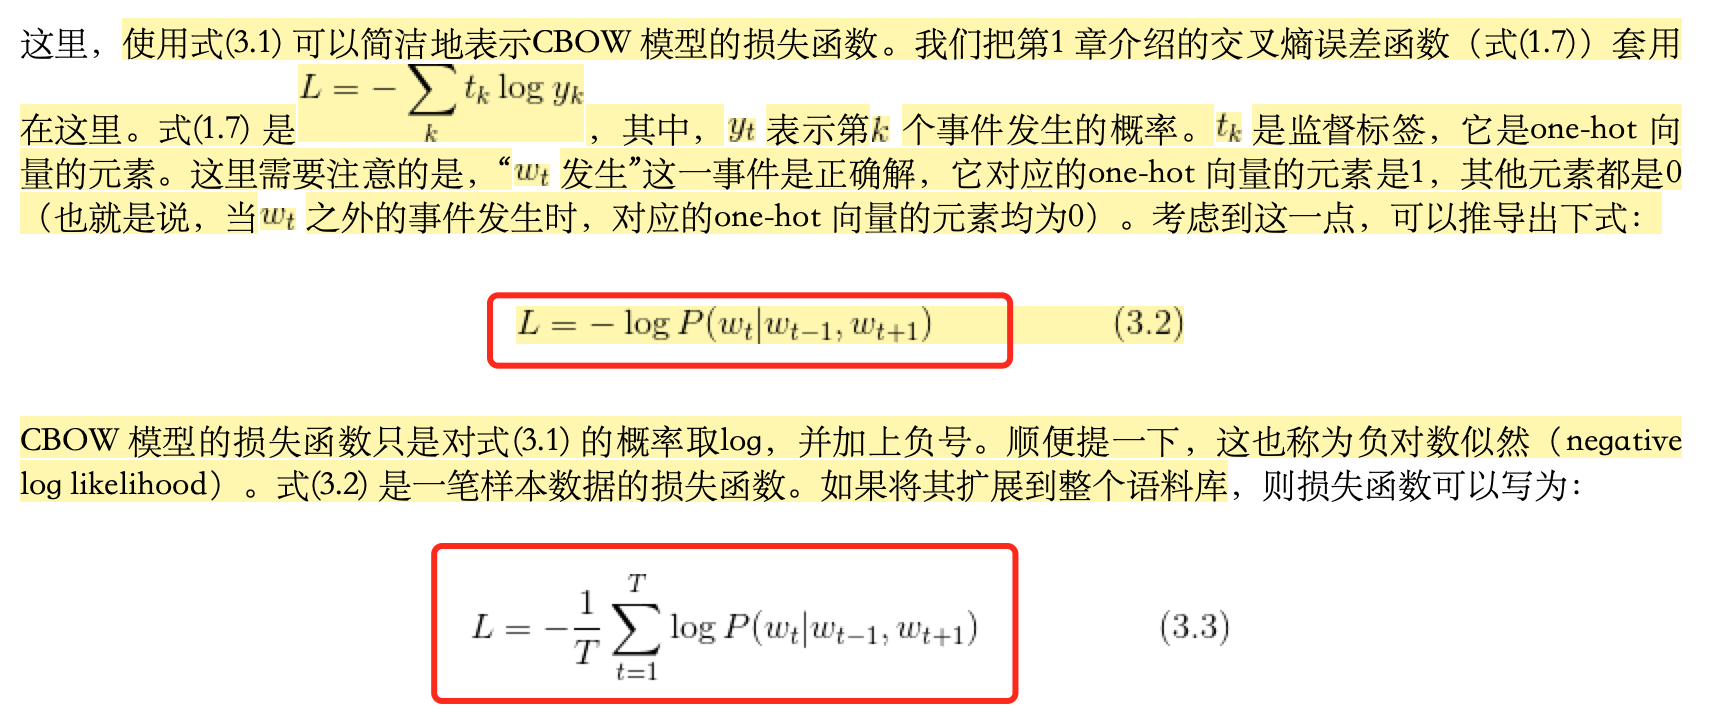 这里，使用式(3.1) 可以简洁地表示CBOW 模型的损失函数。我们把第1 章介绍的交叉熵误差函数（式(1.7)）套用
在这里。式(1.7) 是 L = − ∑_k t_k log y_k ，其中， y_t 表示第k 个事件发生的概率。t_k 是监督标签，它是one-hot 向
量的元素。这里需要注意的是，“w_t 发生”这一事件是正确解，它对应的one-hot 向量的元素是1，其他元素都是0
（也就是说，当w_t 之外的事件发生时，对应的one-hot 向量的元素均为0）。考虑到这一点，可以推导出下式：
L = − log P(w_t|w_{t−1}, w_{t+1}) (3.2)
CBOW 模型的损失函数只是对式(3.1) 的概率取log，并加上负号。顺便提一下，这也称为负对数似然（negative
log likelihood）。式(3.2) 是一笔样本数据的损失函数。如果将其扩展到整个语料库，则损失函数可以写为：
L = −\frac{1}{T} ∑_{t=1}^{T} log P(w_t|w_{t−1}, w_{t+1}) (3.3)